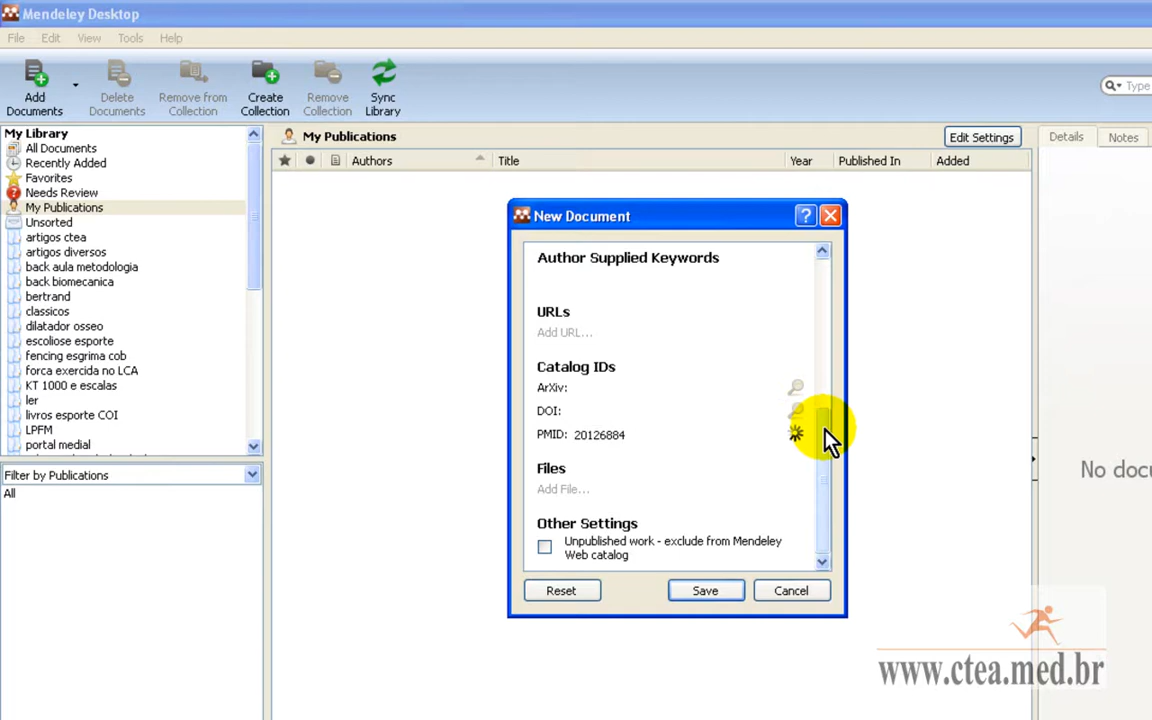 Mendeley Desktop
File Edit View Tools Help
Add Documents
Delete Documents
Remove from Collection
Create Collection
Remove Collection
Sync Library
Type
My Library
All Documents
Recently Added
Favorites
Needs Review
My Publications
Unsorted
artigos ctea
artigos diversos
back aula metodologia
back biomecanica
bertrand
classicos
dilatador osseo
escoliose esporte
fencing esgrima cob
forca exercida no LCA
KT 1000 e escalas
ler
livros esporte COI
LPFM
portal medial
Filter by Publications
All
My Publications
Edit Settings
Authors Title Year Published In Added
Details Notes
No docu
New Document
Author Supplied Keywords
URLs
Add URL...
Catalog IDs
ArXiv:
DOI:
PMID: 20126884
Files
Add File...
Other Settings
Unpublished work - exclude from Mendeley
Web catalog
Reset Save Cancel
www.ctea.med.br